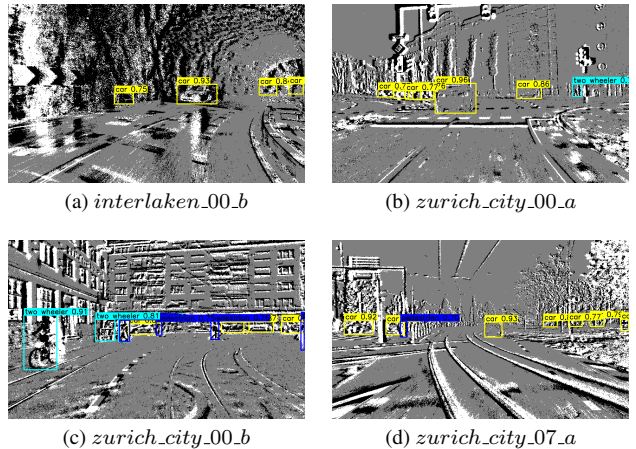 car 0.75
car 0.93
car 0.8
car
car 0.7
car 0.77
car 0.96
car 0.86
two wheeler 0.
(a) interlaken_00_b
(b) zurich_city_00_a
two wheeler 0.91
two wheeler 0.81
car 0.92
car
car 0.93
car 0.
0.77
(c) zurich_city_00_b
(d) zurich_city_07_a